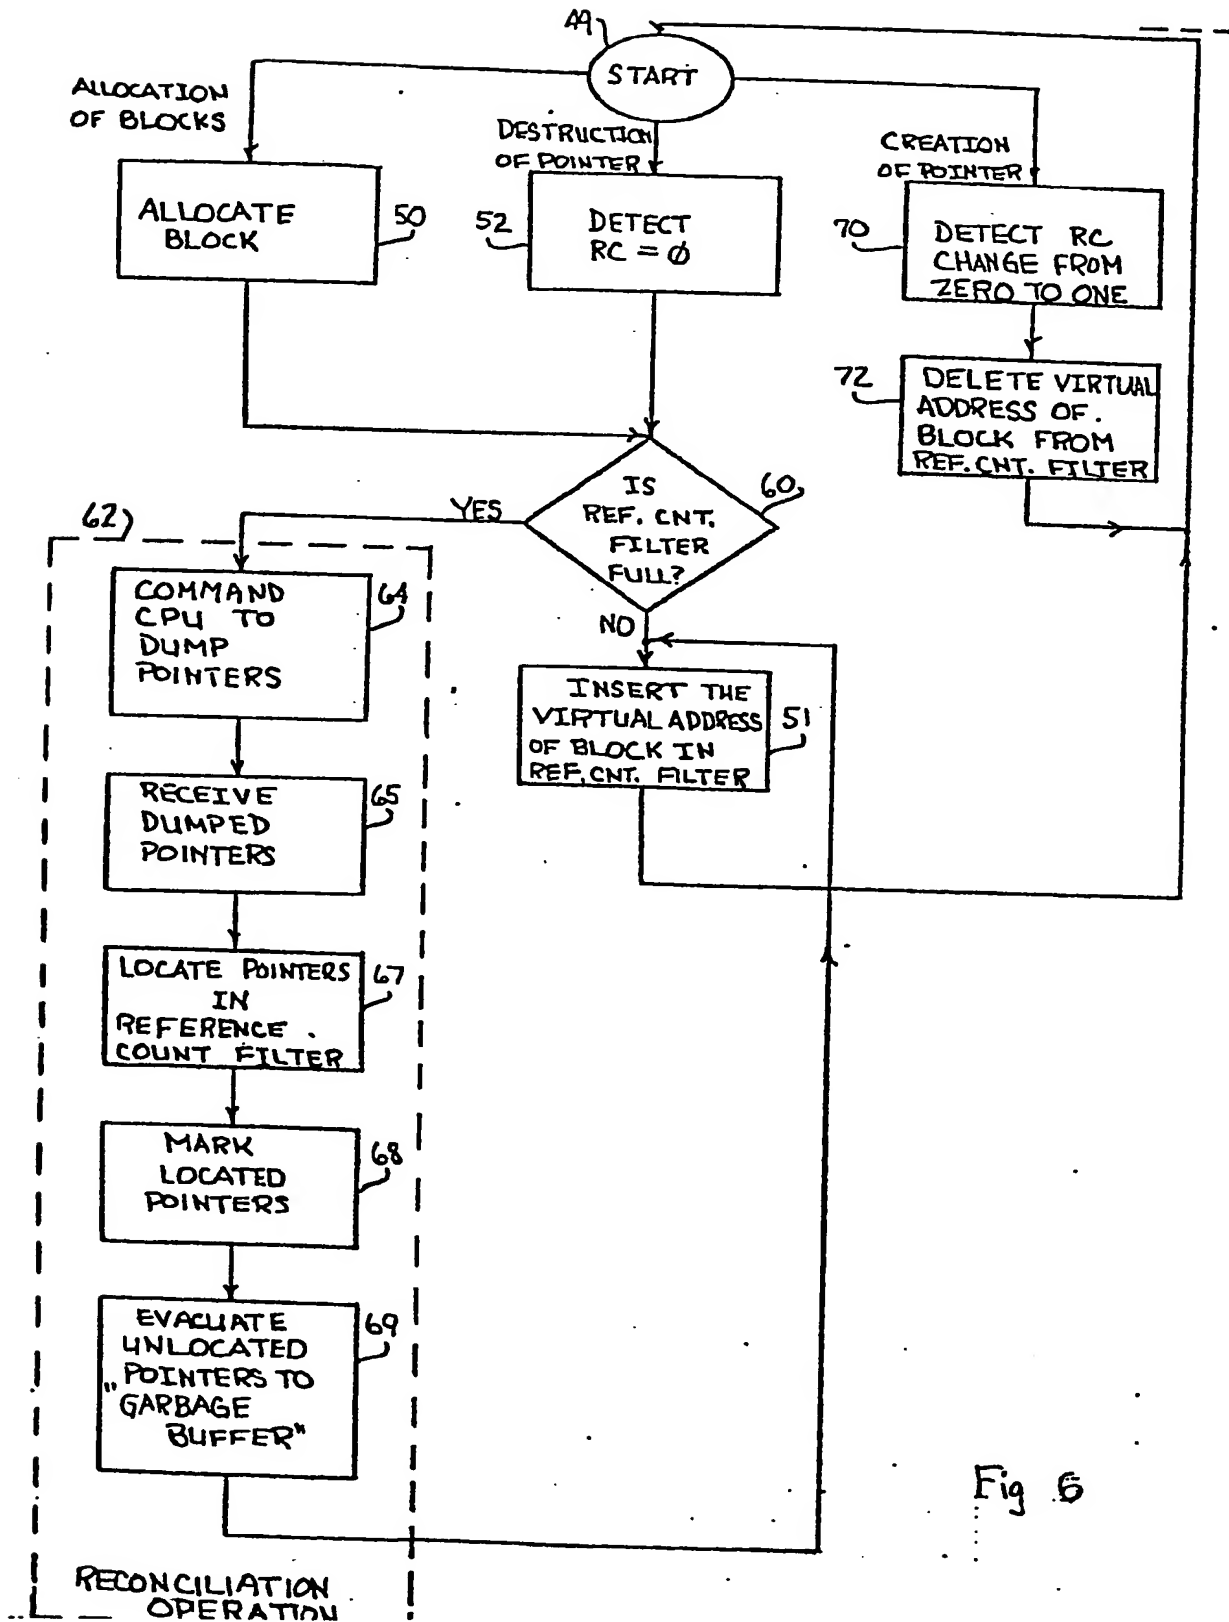 49
START
ALLOCATION
OF BLOCKS
DESTRUCTION
OF POINTER
CREATION
OF POINTER
ALLOCATE
BLOCK
50
52
DETECT
RC = Ø
70
DETECT RC
CHANGE FROM
ZERO TO ONE
72
DELETE VIRTUAL
ADDRESS OF.
BLOCK FROM
REF. CNT. FILTER
IS
REF. CNT.
FILTER
FULL?
60
YES
NO
62
COMMAND
CPU TO
DUMP
POINTERS
64
INSERT THE
VIRTUAL ADDRESS
OF BLOCK IN
REF. CNT. FILTER
51
RECEIVE
DUMPED
POINTERS
65
LOCATE POINTERS
IN
REFERENCE
COUNT FILTER
67
MARK
LOCATED
POINTERS
68
EVACUATE
UNLOCATED
POINTERS TO
"GARBAGE
BUFFER"
69
RECONCILIATION
OPERATION
Fig